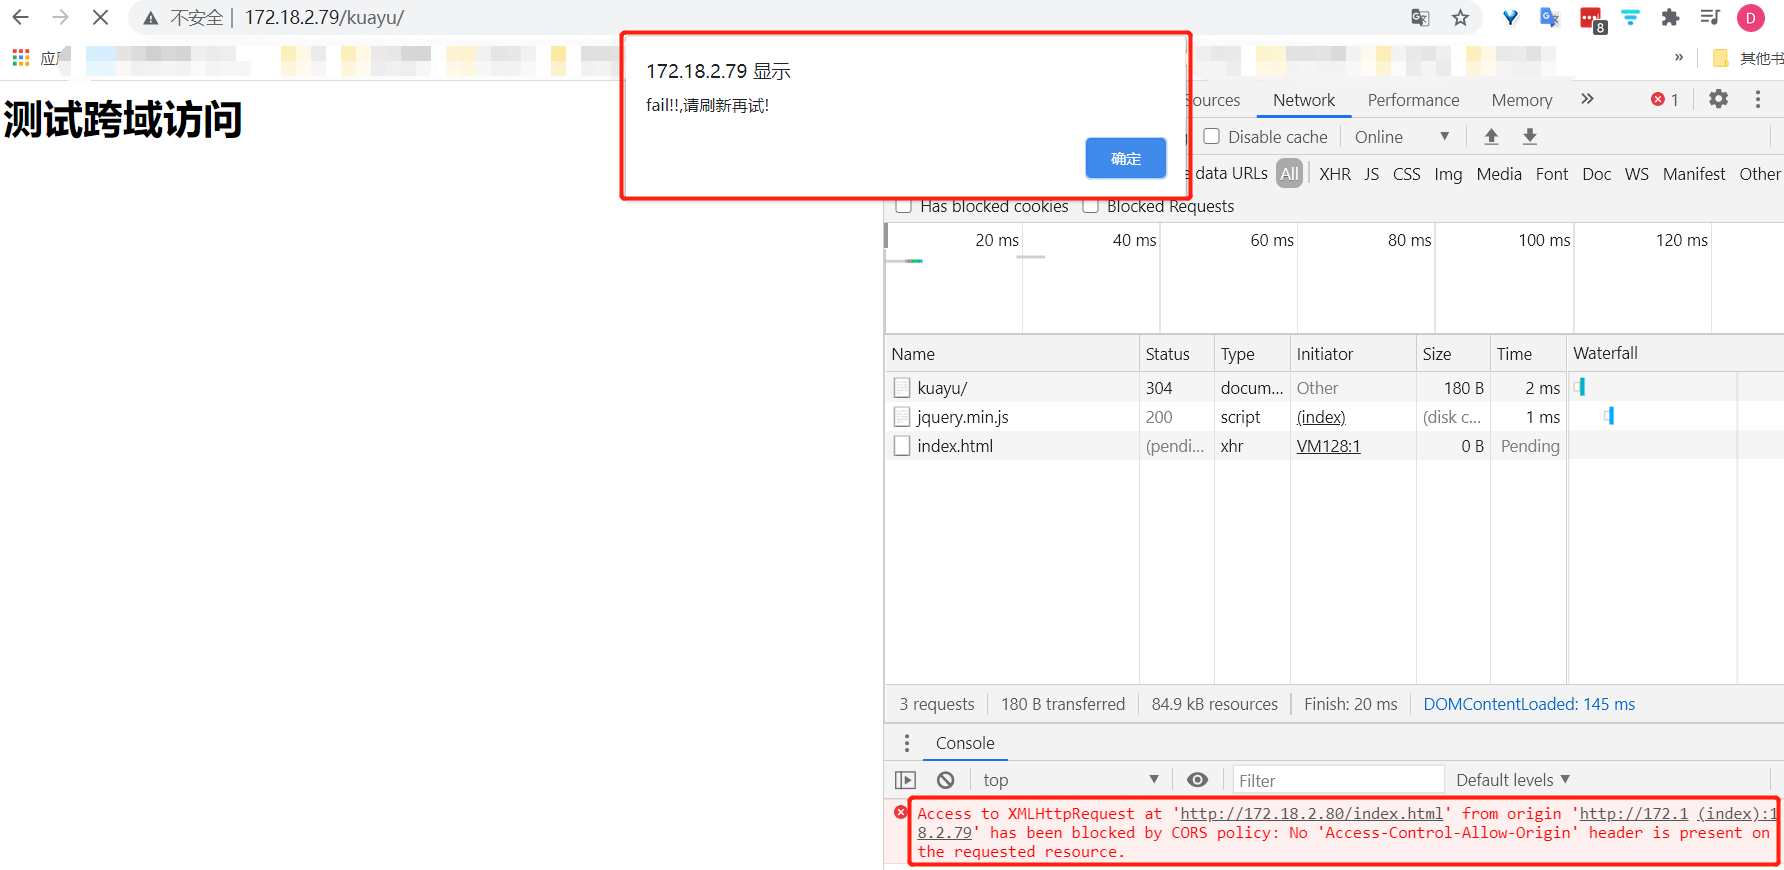 不安全 | 172.18.2.79/kuayu/
8
D
» 其他书
172.18.2.79 显示
fail!!,请刷新再试!
确定
测试跨域访问
Sources Network Performance Memory » 1
Disable cache Online ▼
data URLs All XHR JS CSS Img Media Font Doc WS Manifest Other
Has blocked cookies Blocked Requests
20 ms 40 ms 60 ms 80 ms 100 ms 120 ms
Name Status Type Initiator Size Time Waterfall
kuayu/ 304 docum... Other 180 B 2 ms
jquery.min.js 200 script (index) (disk c... 1 ms
index.html (pendi... xhr VM128:1 0 B Pending
3 requests 180 B transferred 84.9 kB resources Finish: 20 ms DOMContentLoaded: 145 ms
Console
top ▼ Filter Default levels ▼
Access to XMLHttpRequest at 'http://172.18.2.80/index.html' from origin 'http://172.1 (index):1
8.2.79' has been blocked by CORS policy: No 'Access-Control-Allow-Origin' header is present on
the requested resource.